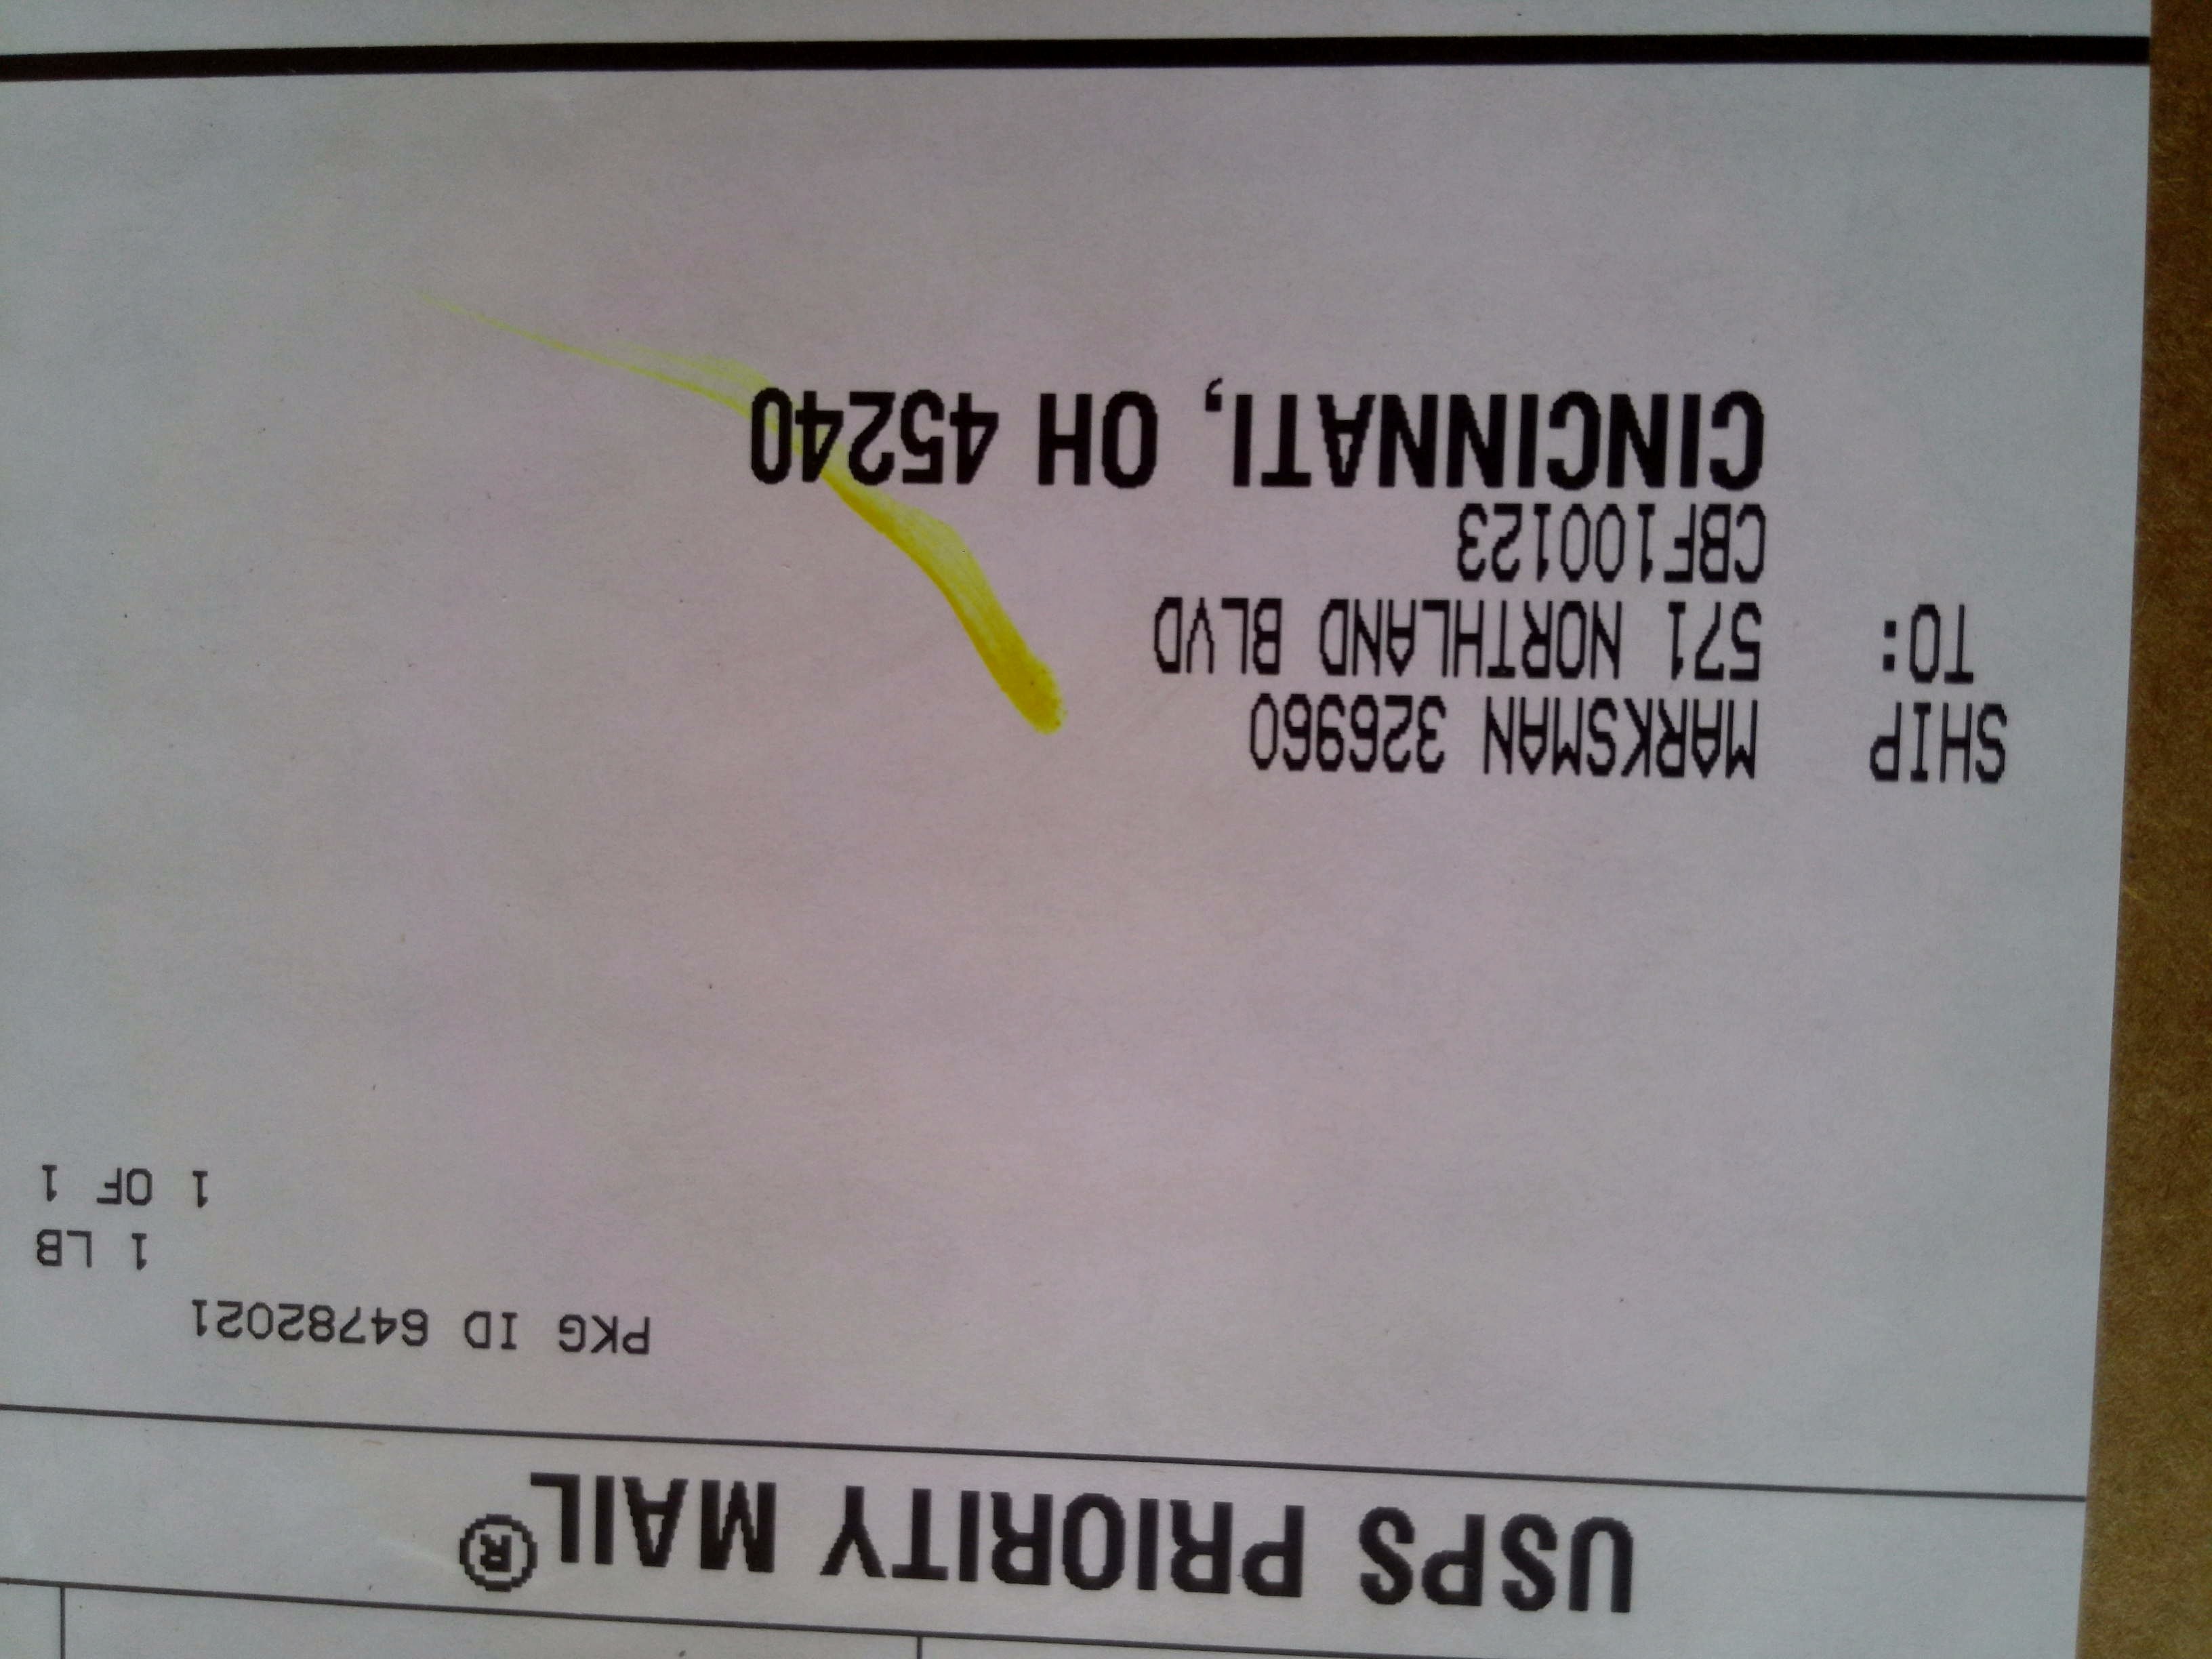 USPS PRIORITY MAIL®
PKG ID 64782021
1 LB
1 OF 1
SHIP
TO:
MARKSMAN 326960
571 NORTHLAND BLVD
CBF100123
CINCINNATI, OH 45240